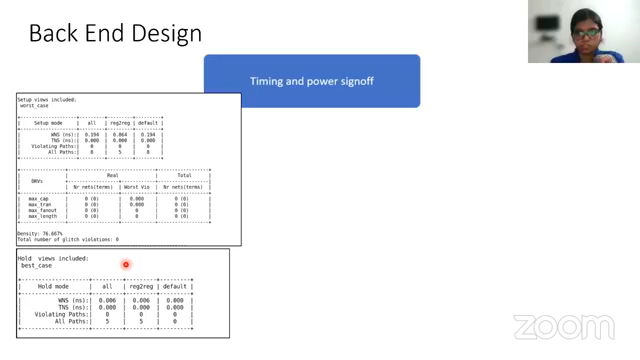 Back End Design
Timing and power signoff
Setup views included:
worst_case
| Setup mode | all | reg2reg | default |
| WNS (ns):| 0.194 | 0.864 | 0.194 |
| TNS (ns):| 0.000 | 0.000 | 0.000 |
| Violating Paths:| 0 | 0 | 0 |
| All Paths:| 8 | 5 | 8 |
| DRVs | Real | Total |
| Nr nets(terms) | Worst Vio | Nr nets(terms) |
| max_cap | 0 (0) | 0.000 | 0 (0) |
| max_tran | 0 (0) | 0.000 | 0 (0) |
| max_fanout | 0 (0) | 0 | 0 (0) |
| max_length | 0 (0) | 0 | 0 (0) |
Density: 76.667%
Total number of glitch violations: 0
Hold views included:
best_case
| Hold mode | all | reg2reg | default |
| WNS (ns):| 0.006 | 0.006 | 0.000 |
| TNS (ns):| 0.000 | 0.000 | 0.000 |
| Violating Paths:| 0 | 0 | 0 |
| All Paths:| 5 | 5 | 0 |
zoom